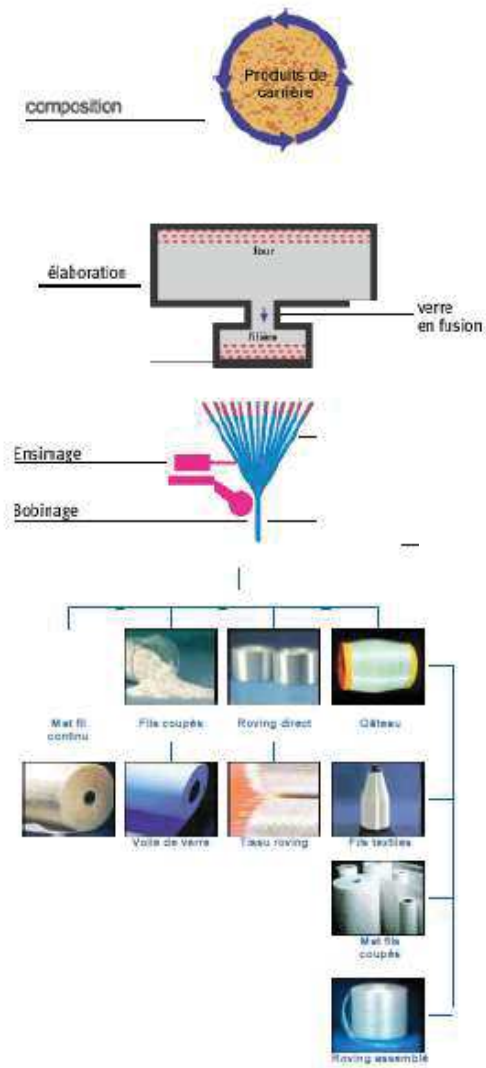 Produits de
carrière
composition
four
élaboration
verre
en fusion
filière
Ensimage
Bobinage
Mat fil
continu
Fils coupés
Roving direct
Gâteau
Voile de verre
Tissu roving
Fils textiles
Mat fils
coupés
Roving assemblé